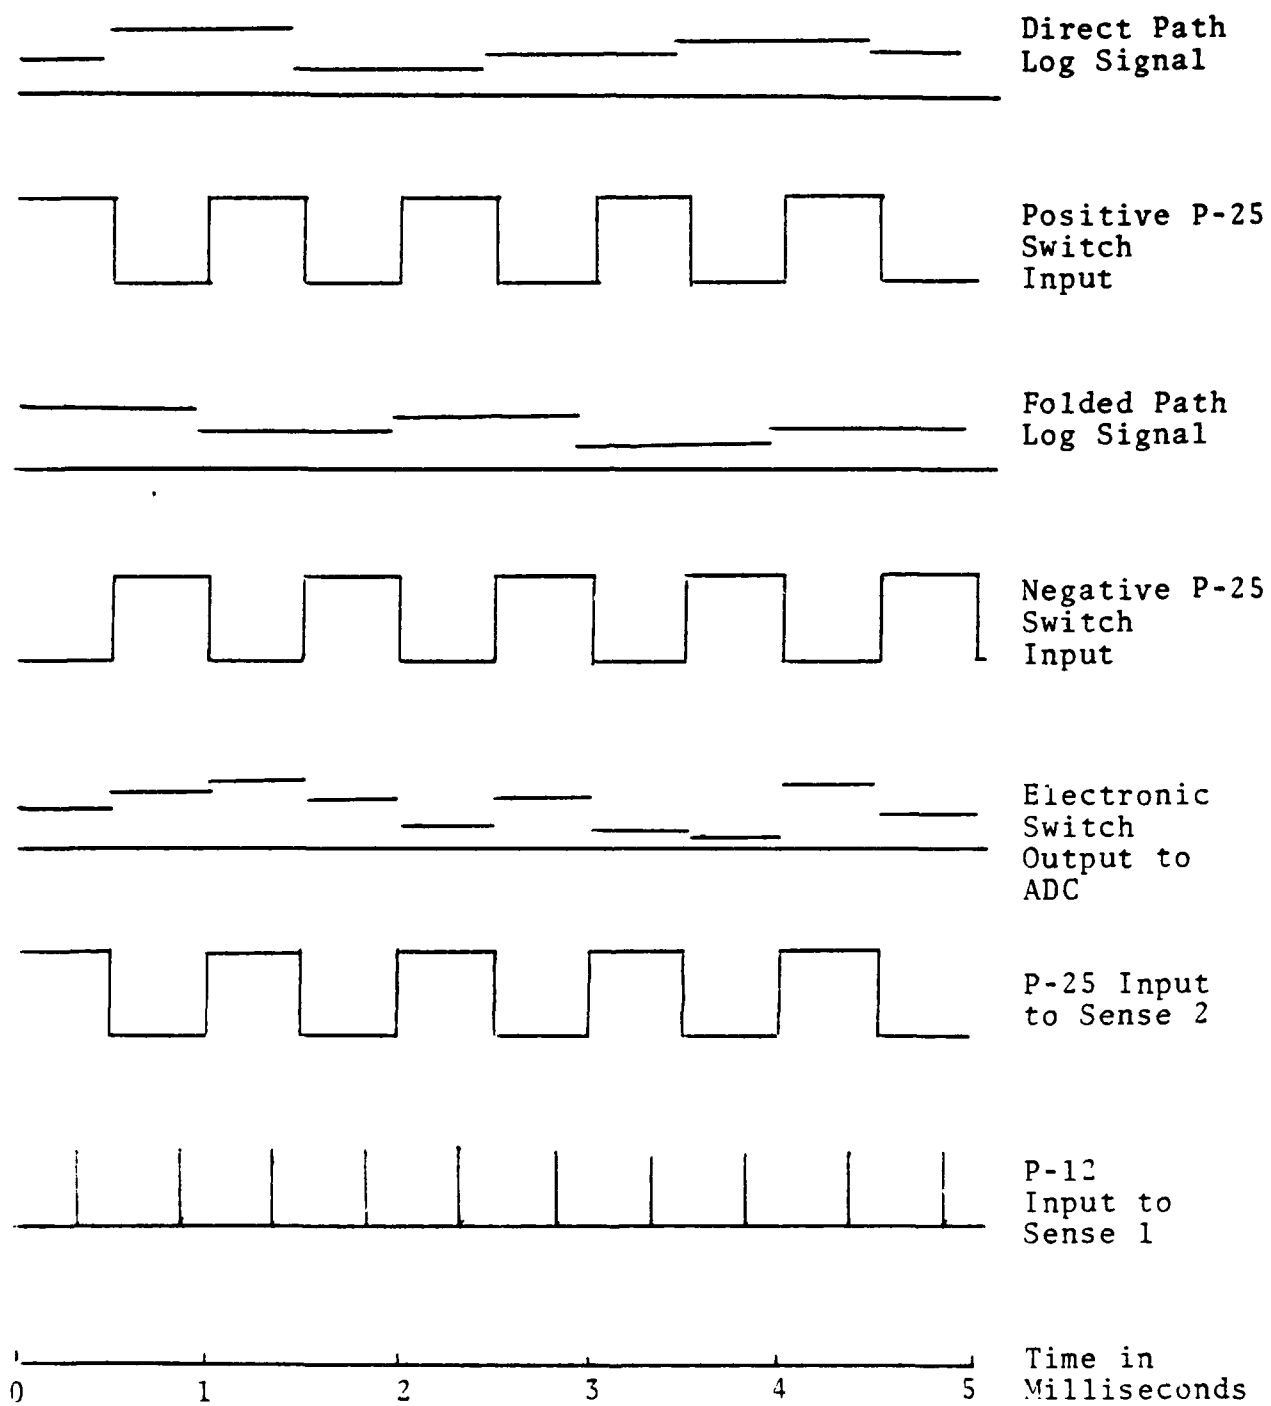 Direct Path
Log Signal
Positive P-25
Switch
Input
Folded Path
Log Signal
Negative P-25
Switch
Input
Electronic
Switch
Output to
ADC
P-25 Input
to Sense 2
P-12
Input to
Sense 1
Time in
Milliseconds
0 1 2 3 4 5